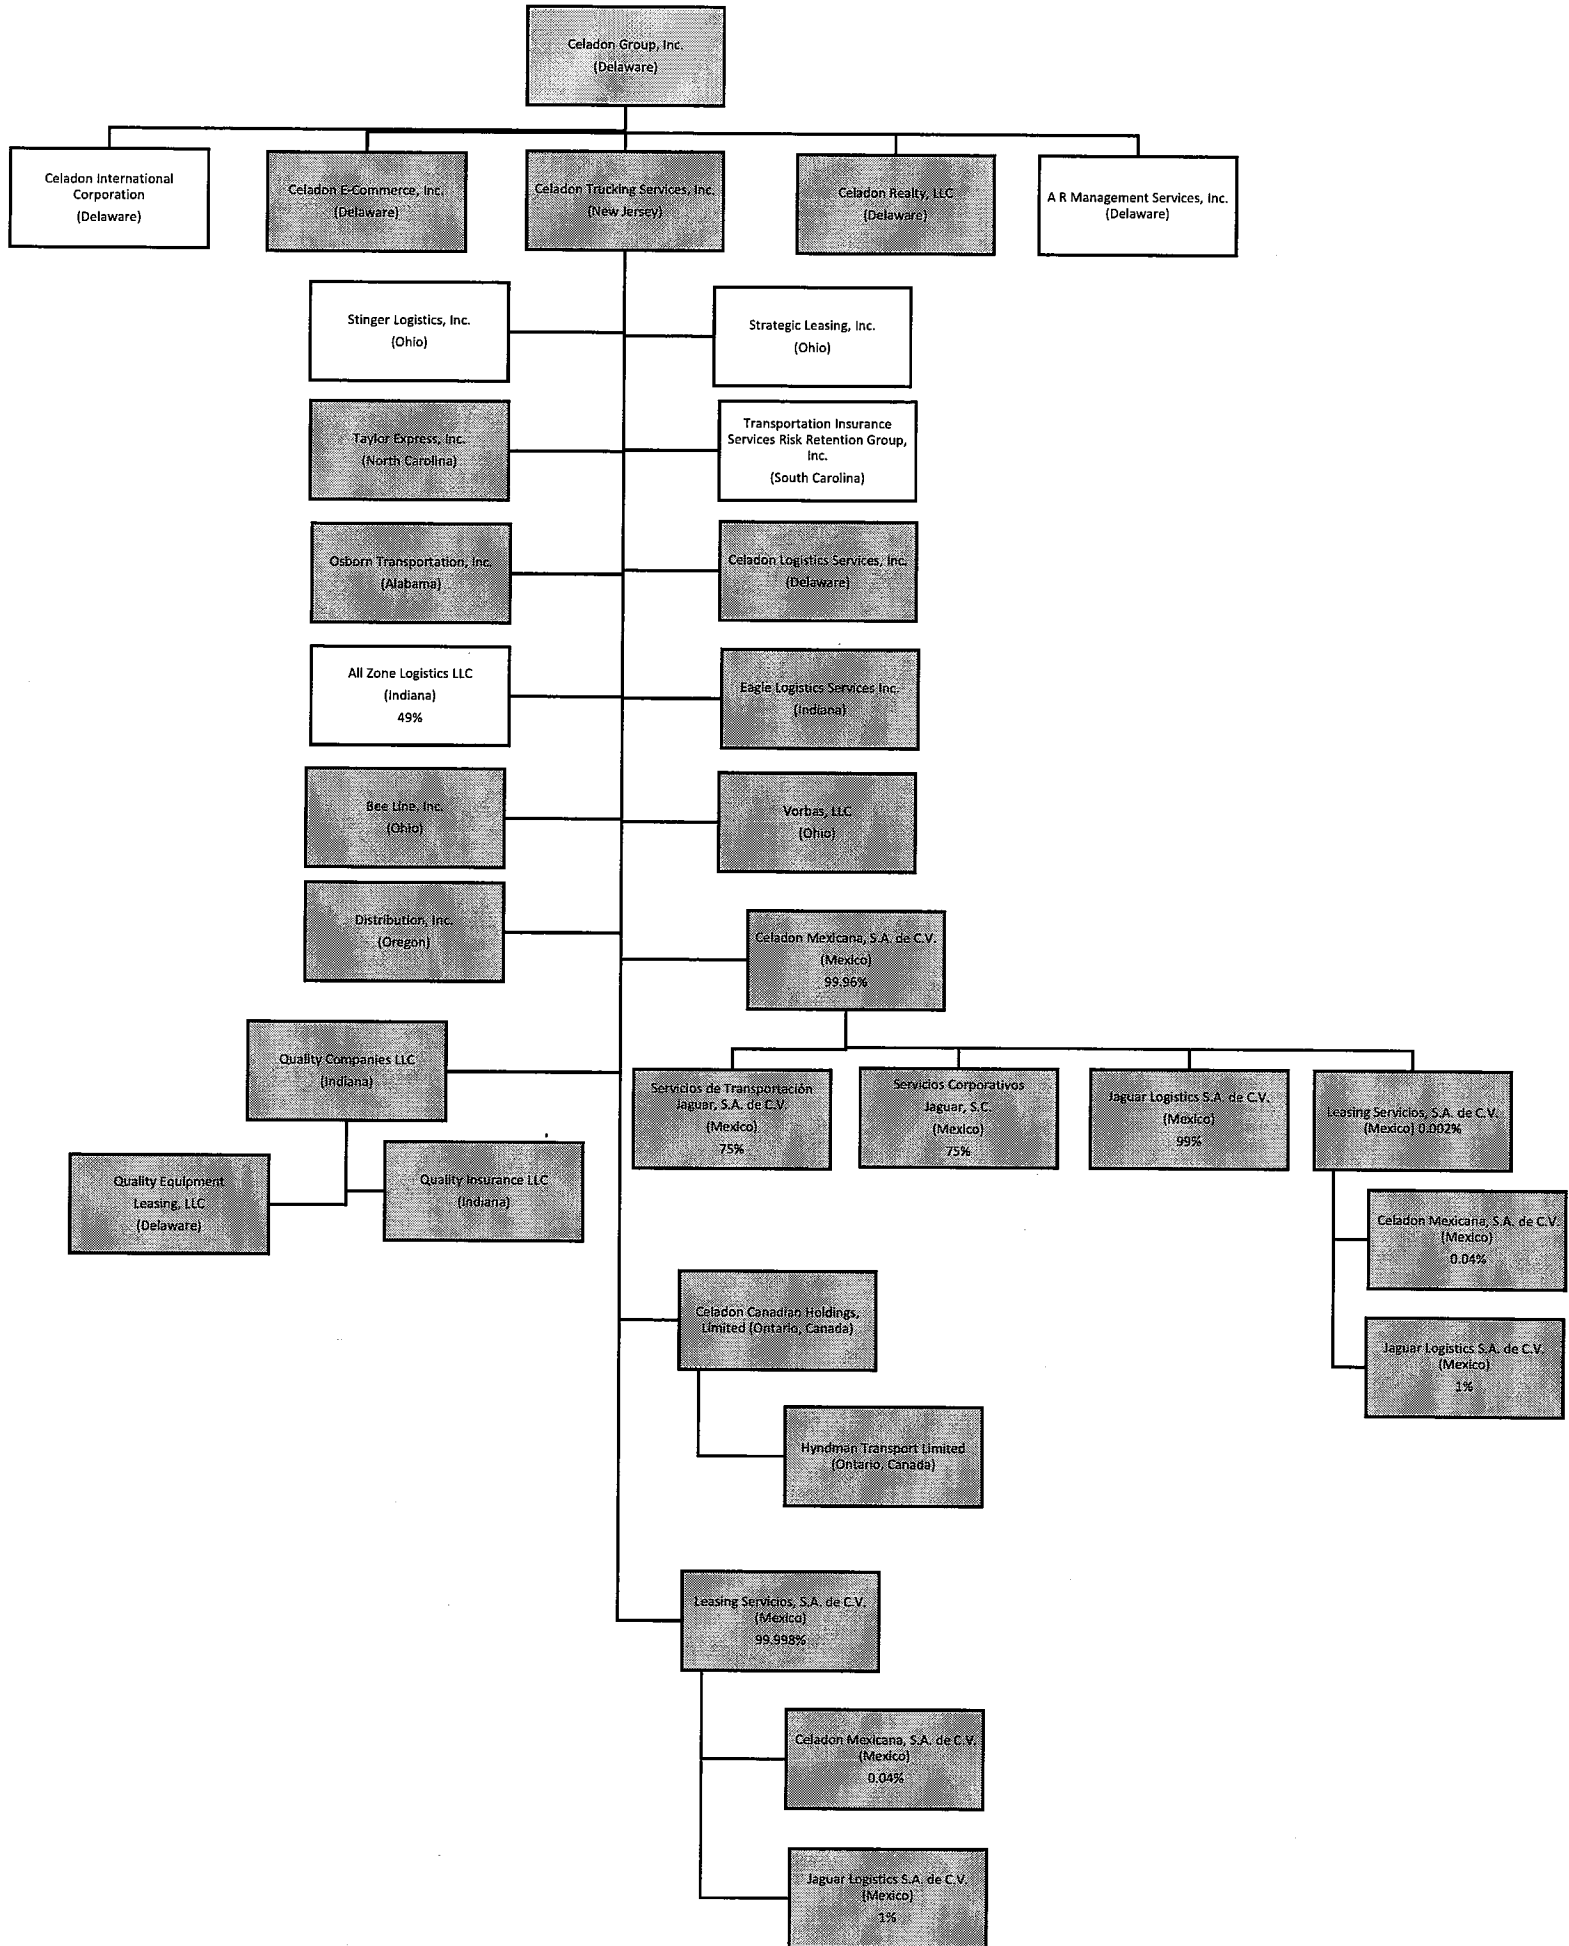 Celadon Group, Inc.
(Delaware)
Celadon International
Corporation
(Delaware)
Celadon E-Commerce, Inc.
(Delaware)
Celadon Trucking Services, Inc.
(New Jersey)
Celadon Realty, LLC
(Delaware)
A R Management Services, Inc.
(Delaware)
Stinger Logistics, Inc.
(Ohio)
Strategic Leasing, Inc.
(Ohio)
Taylor Express, Inc.
(North Carolina)
Transportation Insurance
Services Risk Retention Group,
Inc.
(South Carolina)
Osborn Transportation, Inc.
(Alabama)
Celadon Logistics Services, Inc.
(Delaware)
All Zone Logistics LLC
(Indiana)
49%
Eagle Logistics Services Inc.
(Indiana)
Bee Line, Inc.
(Ohio)
Vorbas, LLC
(Ohio)
Distribution, Inc.
(Oregon)
Celadon Mexicana, S.A. de C.V.
(Mexico)
99.96%
Quality Companies LLC
(Indiana)
Servicios de Transportación
Jaguar, S.A. de C.V.
(Mexico)
75%
Servicios Corporativos
Jaguar, S.C.
(Mexico)
75%
Jaguar Logistics S.A. de C.V.
(Mexico)
99%
Leasing Servicios, S.A. de C.V.
(Mexico) 0.002%
Quality Equipment
Leasing, LLC
(Delaware)
Quality Insurance LLC
(Indiana)
Celadon Mexicana, S.A. de C.V.
(Mexico)
0.04%
Celadon Canadian Holdings,
Limited (Ontario, Canada)
Jaguar Logistics S.A. de C.V.
(Mexico)
1%
Hyndman Transport Limited
(Ontario, Canada)
Leasing Servicios, S.A. de C.V.
(Mexico)
99.998%
Celadon Mexicana, S.A. de C.V.
(Mexico)
0.04%
Jaguar Logistics S.A. de C.V.
(Mexico)
1%